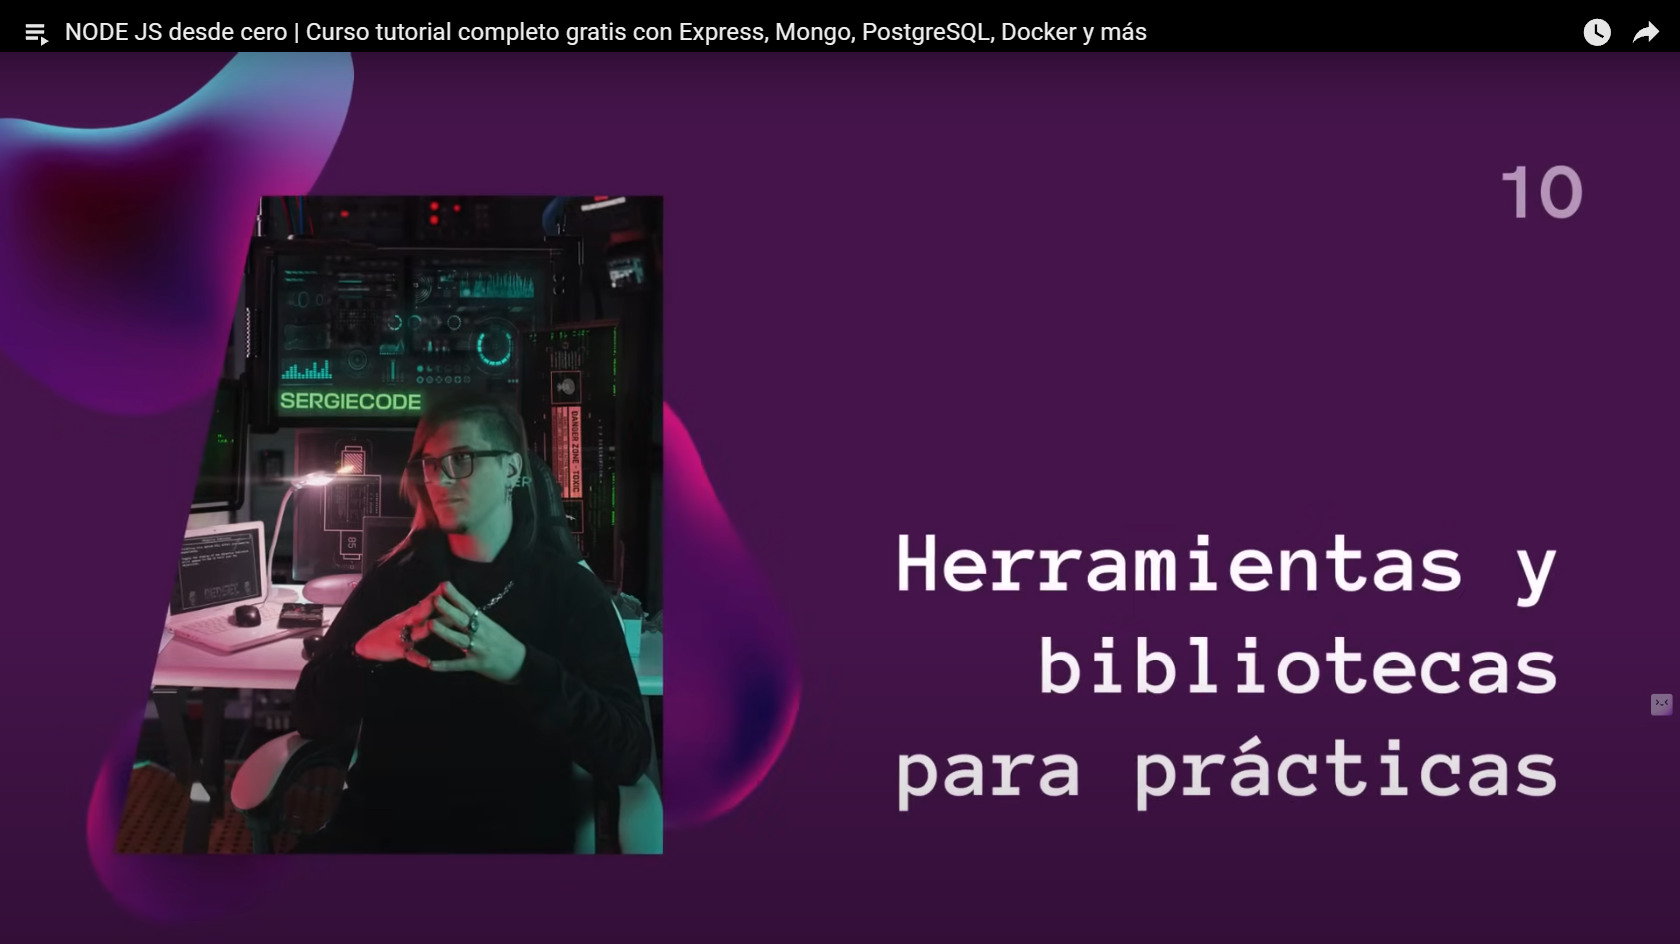 NODE JS desde cero | Curso tutorial completo gratis con Express, Mongo, PostgreSQL, Docker y más
10
SERGIECODE
DANGER ZONE - TOXIC
Herramientas y
bibliotecas
para prácticas